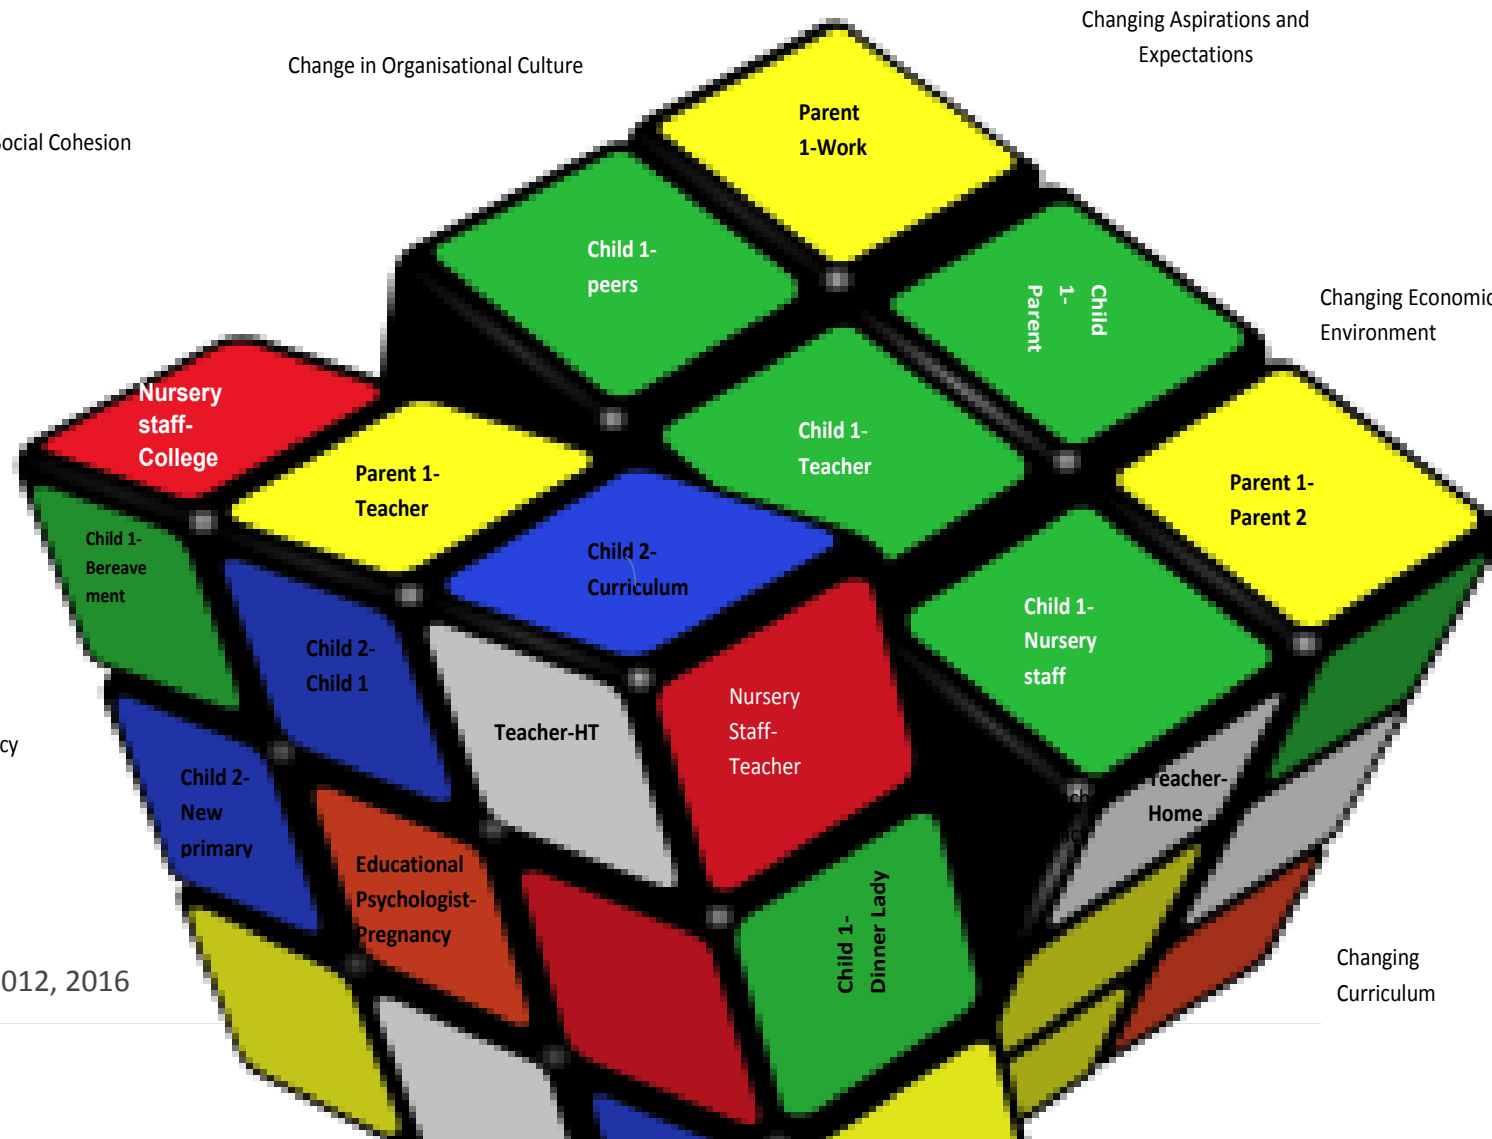 Changing Aspirations and
Expectations
Change in Organisational Culture
Social Cohesion
Parent
1-Work
Child 1-
peers
Child
1-
Parent
Changing Economic
Environment
Nursery
staff-
College
Parent 1-
Teacher
Child 1-
Teacher
Parent 1-
Parent 2
Child 1-
Bereave
ment
Child 2-
Curriculum
Child 2-
Child 1
Child 1-
Nursery
staff
Teacher-HT
Nursery
Staff-
Teacher
cy
Child 2-
New
primary
Teacher-
Home
Educational
Psychologist-
Pregnancy
Child 1-
Dinner Lady
012, 2016
Changing
Curriculum